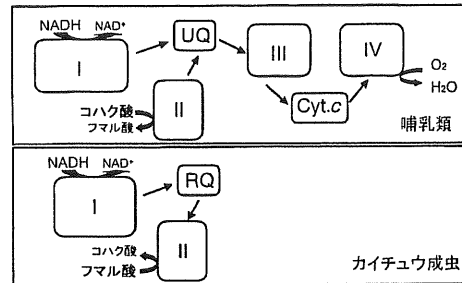 NADH NAD⁺
I
UQ
III
IV
O₂
H₂O
II
コハク酸
フマル酸
Cyt.c
哺乳類
NADH NAD⁺
I
RQ
II
コハク酸
フマル酸
カイチュウ成虫